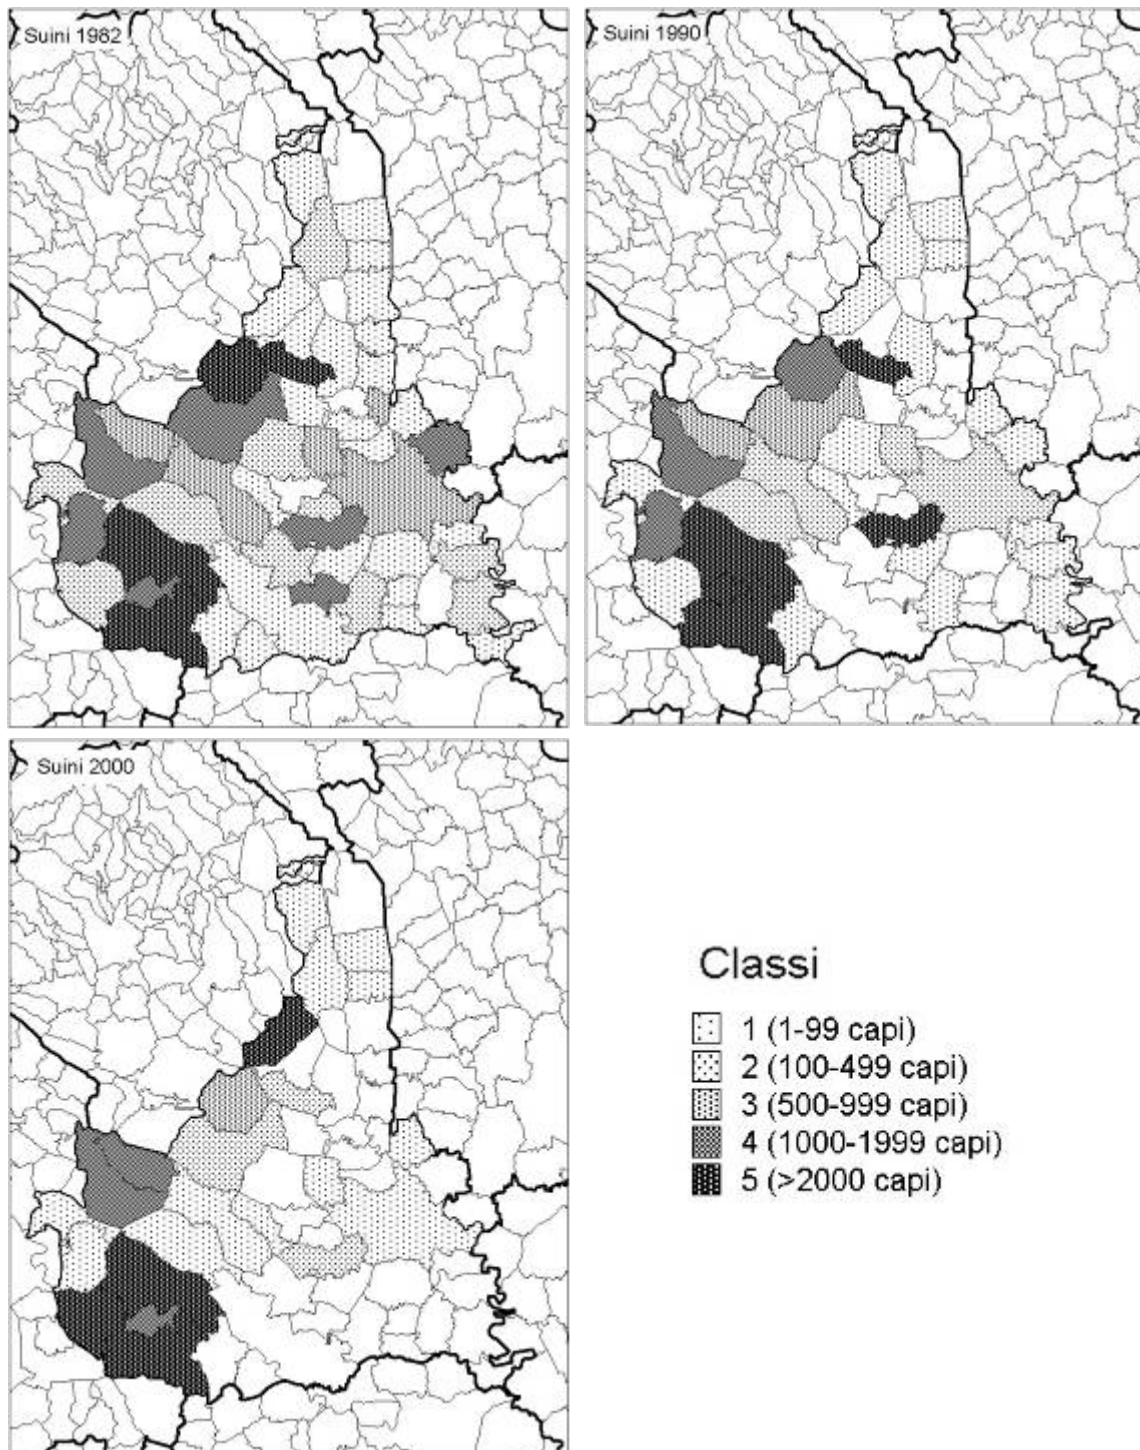 Suini 1982
Suini 1990
Suini 2000
Classi
1 (1-99 capi)
2 (100-499 capi)
3 (500-999 capi)
4 (1000-1999 capi)
5 (>2000 capi)